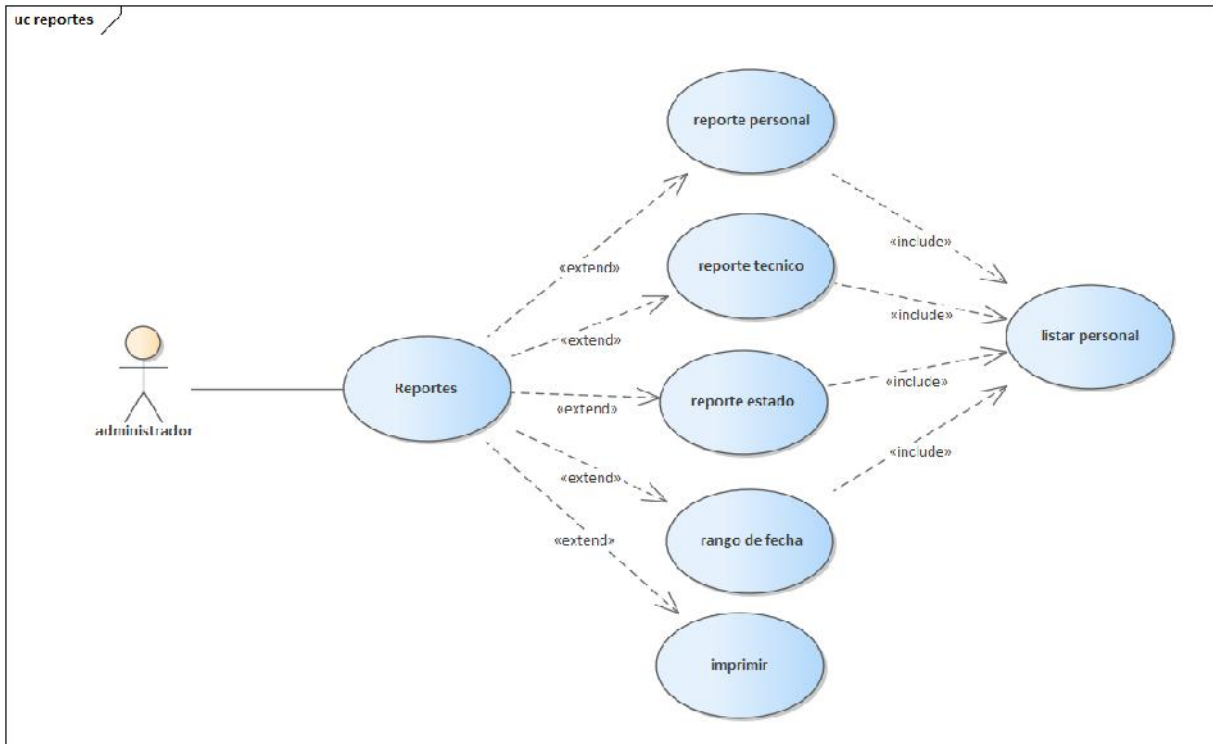 uc reportes
reporte personal
«extend»
«include»
reporte tecnico
«extend»
«include»
listar personal
administrador
Reportes
«extend»
reporte estado
«include»
«extend»
«include»
rango de fecha
«extend»
imprimir